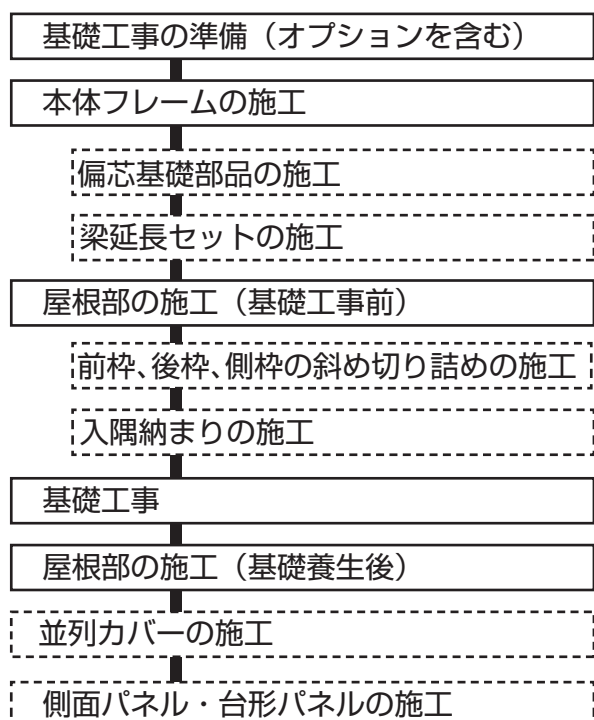 基礎工事の準備（オプションを含む）
本体フレームの施工
偏芯基礎部品の施工
梁延長セットの施工
屋根部の施工（基礎工事前）
前枠、後枠、側枠の斜め切り詰めの施工
入隅納まりの施工
基礎工事
屋根部の施工（基礎養生後）
並列カバーの施工
側面パネル・台形パネルの施工